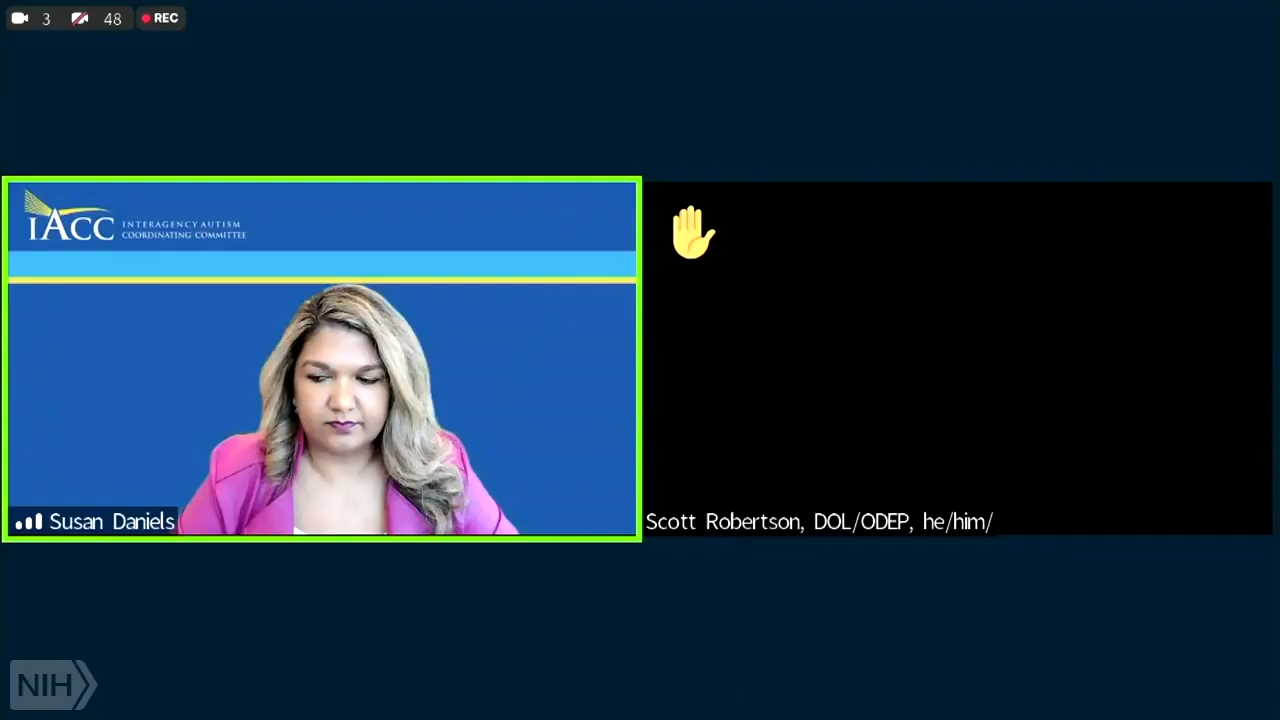 3 48 REC
IACC INTERAGENCY AUTISM
COORDINATING COMMITTEE
Susan Daniels
Scott Robertson, DOL/ODEP, he/him/
NIH